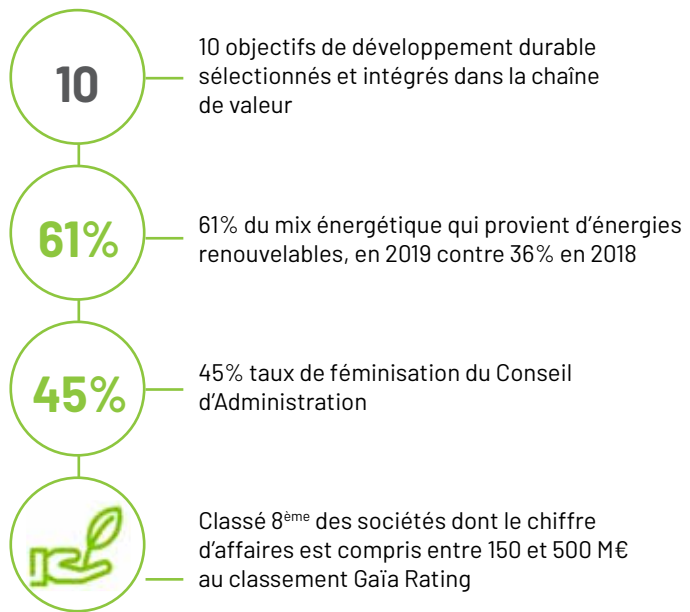 10
10 objectifs de développement durable
sélectionnés et intégrés dans la chaîne
de valeur
61%
61% du mix énergétique qui provient d’énergies
renouvelables, en 2019 contre 36% en 2018
45%
45% taux de féminisation du Conseil
d’Administration
Classé 8ème des sociétés dont le chiffre
d’affaires est compris entre 150 et 500 M€
au classement Gaïa Rating